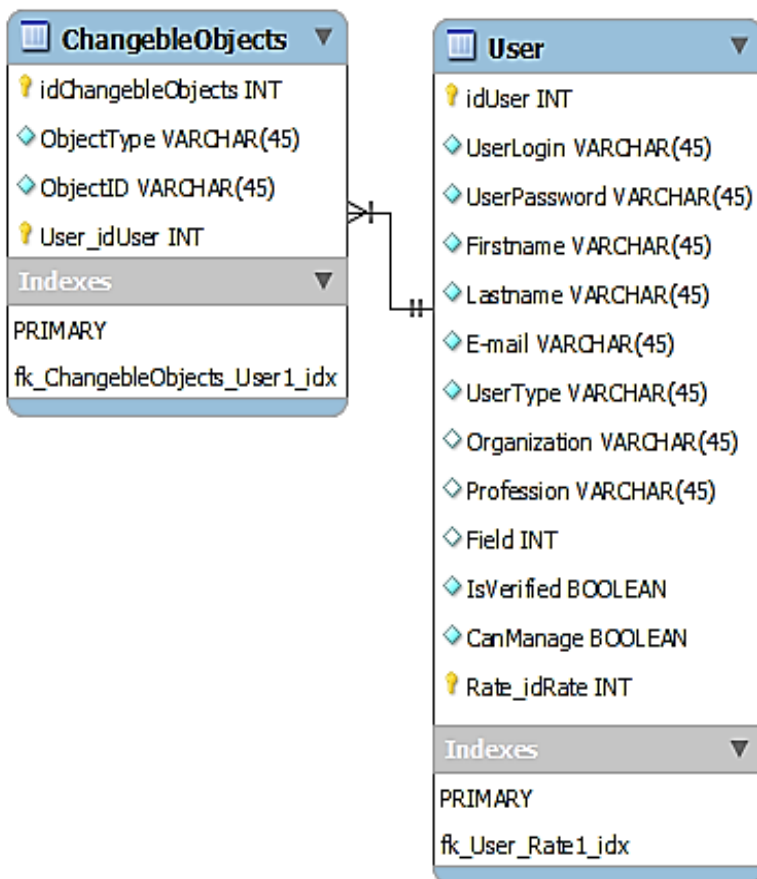 ChangebleObjects
idChangebleObjects INT
ObjectType VARCHAR(45)
ObjectID VARCHAR(45)
User_idUser INT
Indexes
PRIMARY
fk_ChangebleObjects_User1_idx
User
idUser INT
UserLogin VARCHAR(45)
UserPassword VARCHAR(45)
Firstname VARCHAR(45)
Lastname VARCHAR(45)
E-mail VARCHAR(45)
UserType VARCHAR(45)
Organization VARCHAR(45)
Profession VARCHAR(45)
Field INT
IsVerified BOOLEAN
CanManage BOOLEAN
Rate_idRate INT
Indexes
PRIMARY
fk_User_Rate1_idx